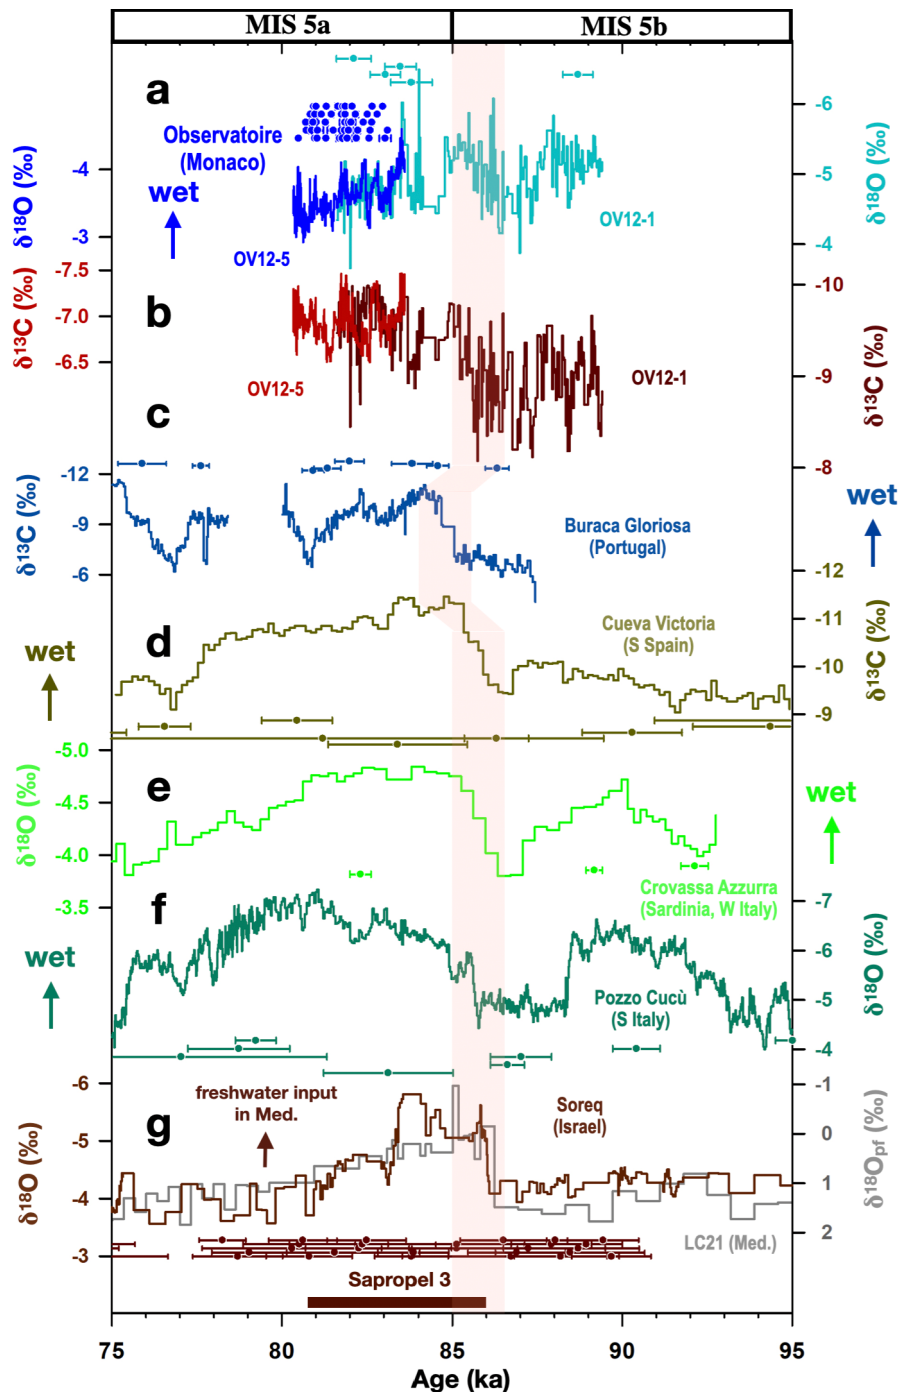 MIS 5a MIS 5b
a
Observatoire
(Monaco)
wet
δ18O (‰)
-4
-3
OV12-5
OV12-1
-6
-5
-4
δ18O (‰)
b
δ13C (‰)
-7.5
-7.0
-6.5
OV12-5
OV12-1
-10
-9
-8
δ13C (‰)
c
δ13C (‰)
-12
-9
-6
Buraca Gloriosa
(Portugal)
wet
d
wet
Cueva Victoria
(S Spain)
-12
-11
-10
-9
δ13C (‰)
e
δ18O (‰)
-5.0
-4.5
-4.0
-3.5
wet
Crovassa Azzurra
(Sardinia, W Italy)
f
wet
Pozzo Cucù
(S Italy)
-7
-6
-5
-4
δ18O (‰)
g
freshwater input
in Med.
δ18O (‰)
-6
-5
-4
-3
Soreq
(Israel)
-1
0
1
2
δ18Opf (‰)
LC21 (Med.)
Sapropel 3
75 80 85 90 95
Age (ka)